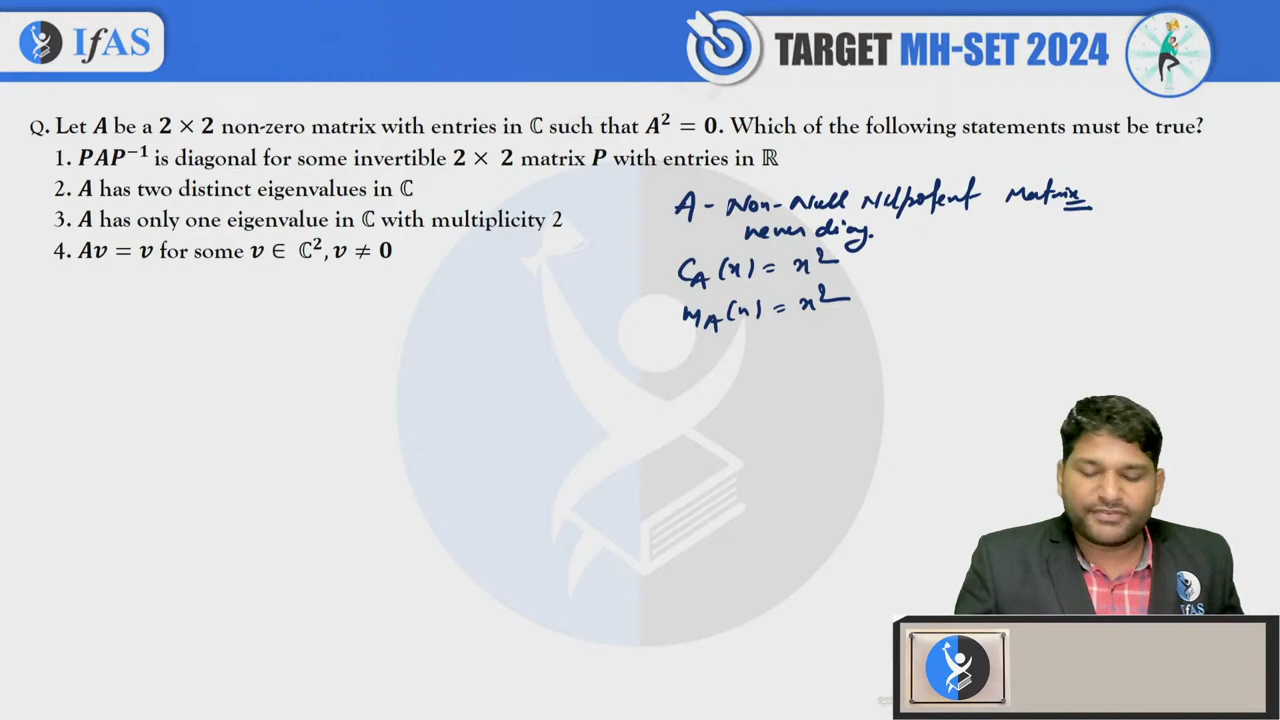 IfAS
TARGET MH-SET 2024
Q. Let A be a 2 × 2 non-zero matrix with entries in ℂ such that A² = 0. Which of the following statements must be true?
1. PAP⁻¹ is diagonal for some invertible 2 × 2 matrix P with entries in ℝ
2. A has two distinct eigenvalues in ℂ
3. A has only one eigenvalue in ℂ with multiplicity 2
4. Av = v for some v ∈ ℂ², v ≠ 0
A - Non-Null Nilpotent Matrix
never diag.
C_A(x) = x²
m_A(x) = x²
IfAS